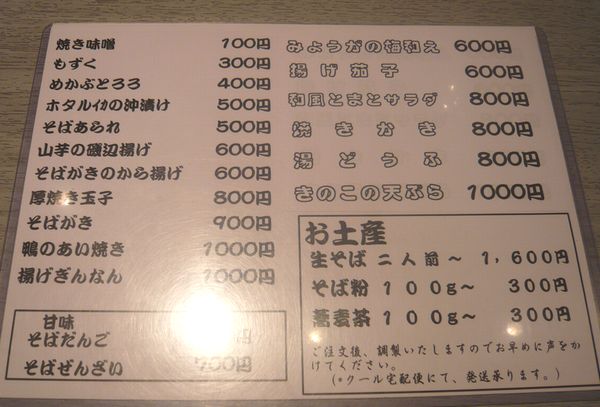 焼き味噌 100円
もずく 300円
めかぶとろろ 400円
ホタルイカの沖漬け 500円
そばあられ 500円
山芋の磯辺揚げ 600円
そばがきのから揚げ 600円
厚焼き玉子 800円
そばがき 900円
鴨のあい焼き 1000円
揚げぎんなん 1000円
甘味
そばだんご 円
そばぜんざい 700円
みょうがの梅和え 600円
揚げ茄子 600円
和風とまとサラダ 800円
焼きかき 800円
湯どうふ 800円
きのこの天ぷら 1000円
お土産
生そば 二人前~ 1,600円
そば粉 100g~ 300円
蕎麦茶 100g~ 300円
ご注文後、調製いたしますのでお早めに声をか
けてください。
(*クール宅配便にて、発送承ります。)